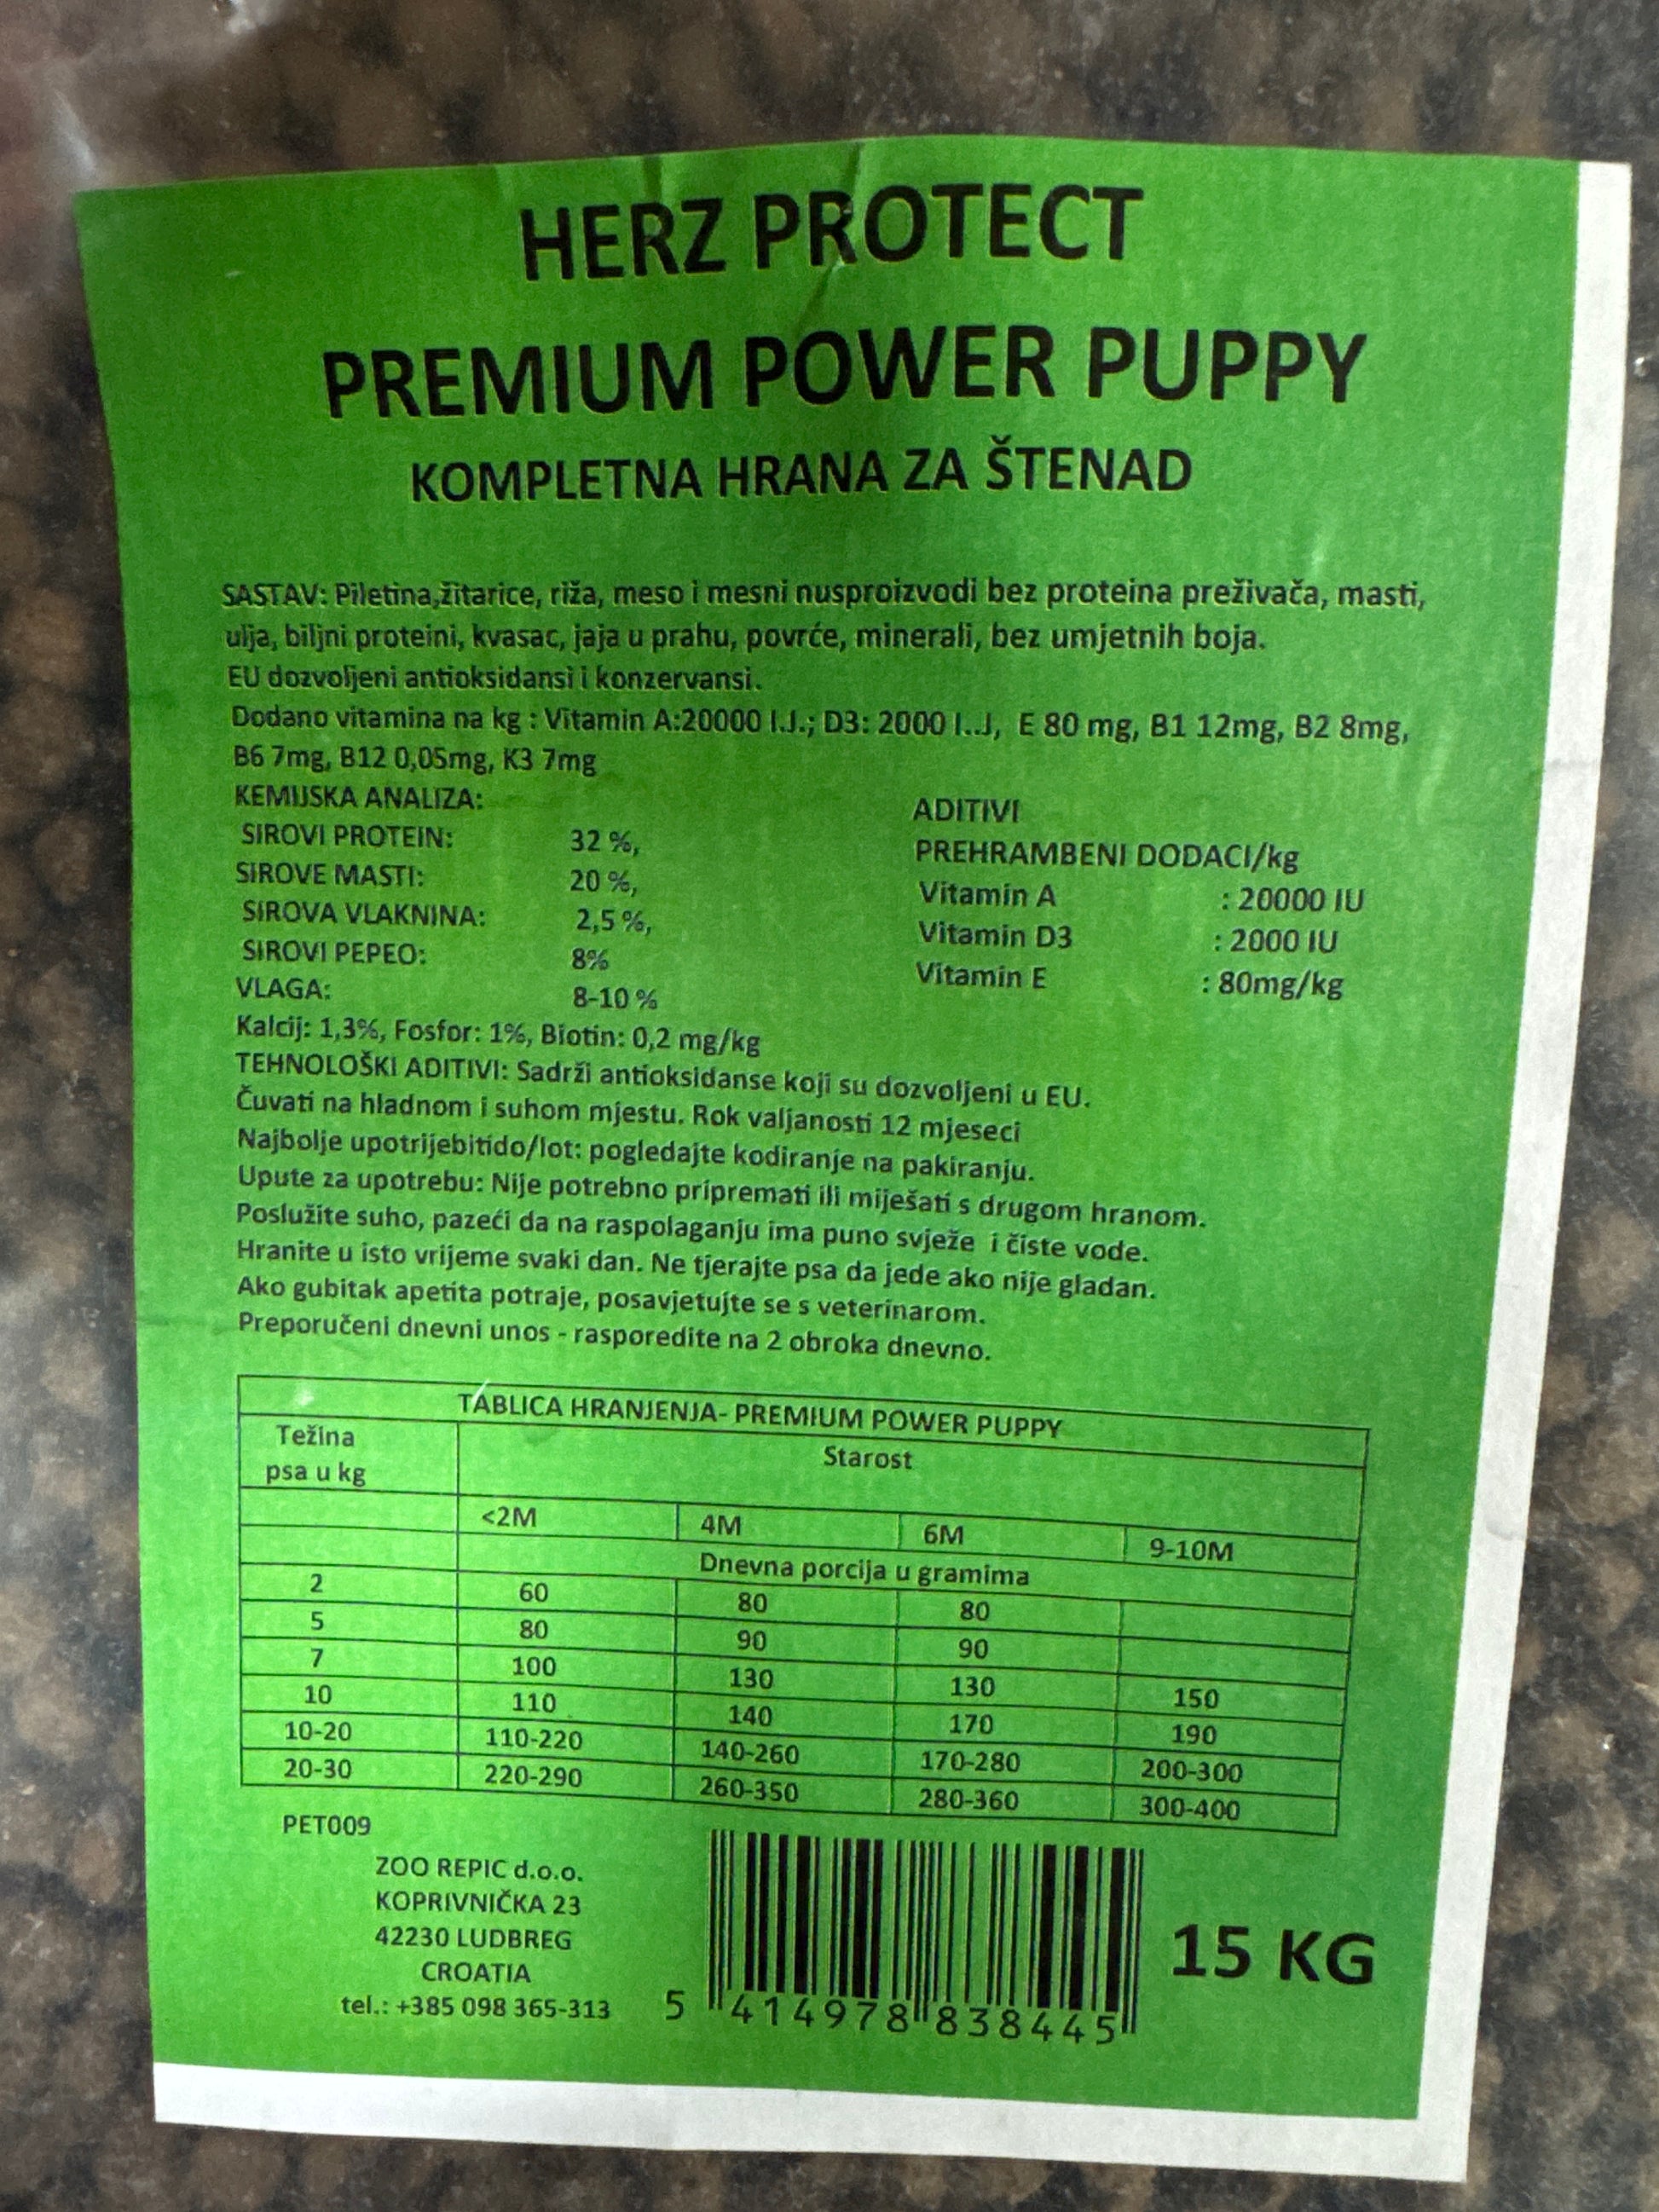 HERZ PROTECT
PREMIUM POWER PUPPY
KOMPLETNA HRANA ZA ŠTENAD
SASTAV: Piletina,žitarice, riža, meso i mesni nusproizvodi bez proteina preživača, masti,
ulja, biljni proteini, kvasac, jaja u prahu, povrće, minerali, bez umjetnih boja.
EU dozvoljeni antioksidansi i konzervansi.
Dodano vitamina na kg : Vitamin A:20000 I.J.; D3: 2000 I..J, E 80 mg, B1 12mg, B2 8mg,
B6 7mg, B12 0,05mg, K3 7mg
KEMIJSKA ANALIZA:
SIROVI PROTEIN: 32 %,
SIROVE MASTI: 20 %,
SIROVA VLAKNINA: 2,5 %,
SIROVI PEPEO: 8%
VLAGA: 8-10 %
ADITIVI
PREHRAMBENI DODACI/kg
Vitamin A : 20000 IU
Vitamin D3 : 2000 IU
Vitamin E : 80mg/kg
Kalcij: 1,3%, Fosfor: 1%, Biotin: 0,2 mg/kg
TEHNOLOŠKI ADITIVI: Sadrži antioksidanse koji su dozvoljeni u EU.
Čuvati na hladnom i suhom mjestu. Rok valjanosti 12 mjeseci
Najbolje upotrijebitido/lot: pogledajte kodiranje na pakiranju.
Upute za upotrebu: Nije potrebno pripremati ili miješati s drugom hranom.
Poslužite suho, pazeći da na raspolaganju ima puno svježe i čiste vode.
Hranite u isto vrijeme svaki dan. Ne tjerajte psa da jede ako nije gladan.
Ako gubitak apetita potraje, posavjetujte se s veterinarom.
Preporučeni dnevni unos - rasporedite na 2 obroka dnevno.
TABLICA HRANJENJA- PREMIUM POWER PUPPY
Težina
psa u kg
Starost
<2M 4M 6M 9-10M
Dnevna porcija u gramima
2 60 80 80
5 80 90 90
7 100 130 130 150
10 110 140 170 190
10-20 110-220 140-260 170-280 200-300
20-30 220-290 260-350 280-360 300-400
PET009
ZOO REPIC d.o.o.
KOPRIVNIČKA 23
42230 LUDBREG
CROATIA
tel.: +385 098 365-313
5 414978 838445
15 KG